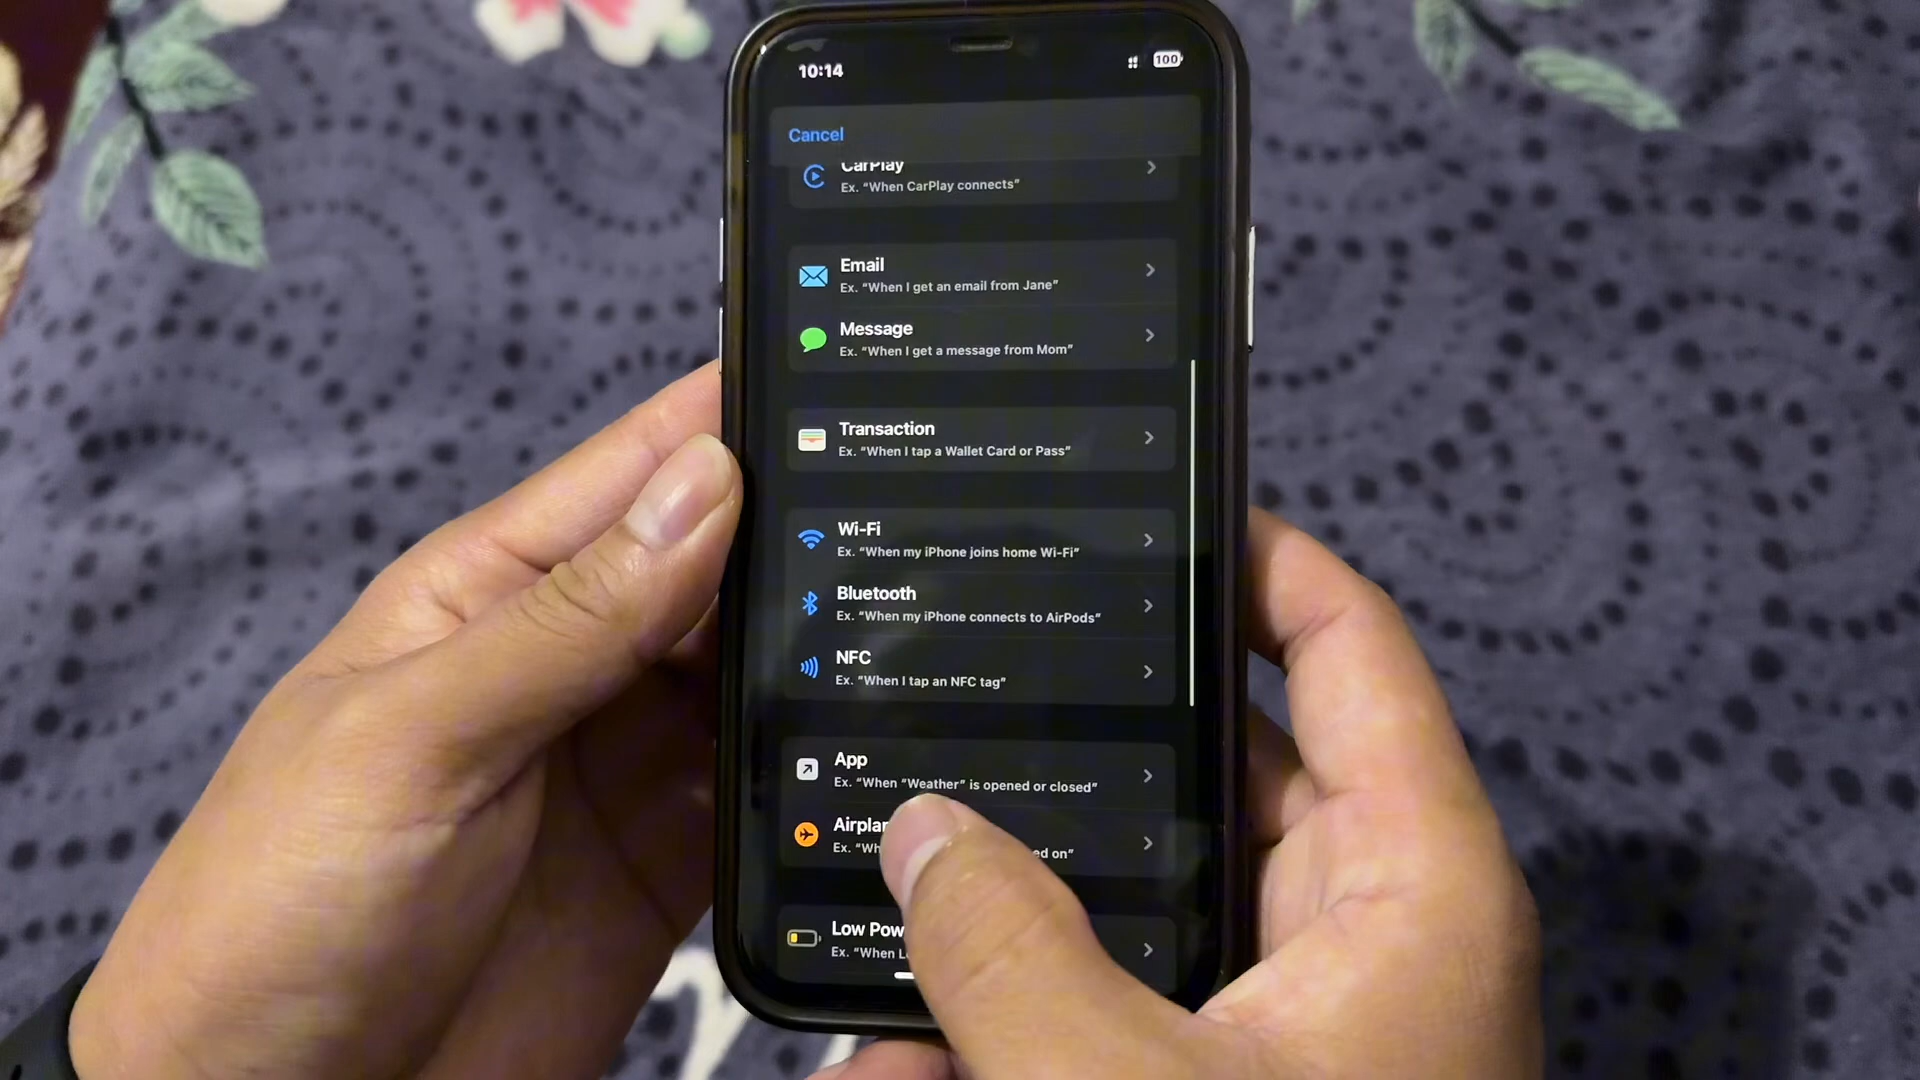 10:14
100
Cancel
CarPlay
Ex. “When CarPlay connects”
Email
Ex. “When I get an email from Jane”
Message
Ex. “When I get a message from Mom”
Transaction
Ex. “When I tap a Wallet Card or Pass”
Wi-Fi
Ex. “When my iPhone joins home Wi-Fi”
Bluetooth
Ex. “When my iPhone connects to AirPods”
NFC
Ex. “When I tap an NFC tag”
App
Ex. “When “Weather” is opened or closed”
Ex. on”
Low
Ex. “When